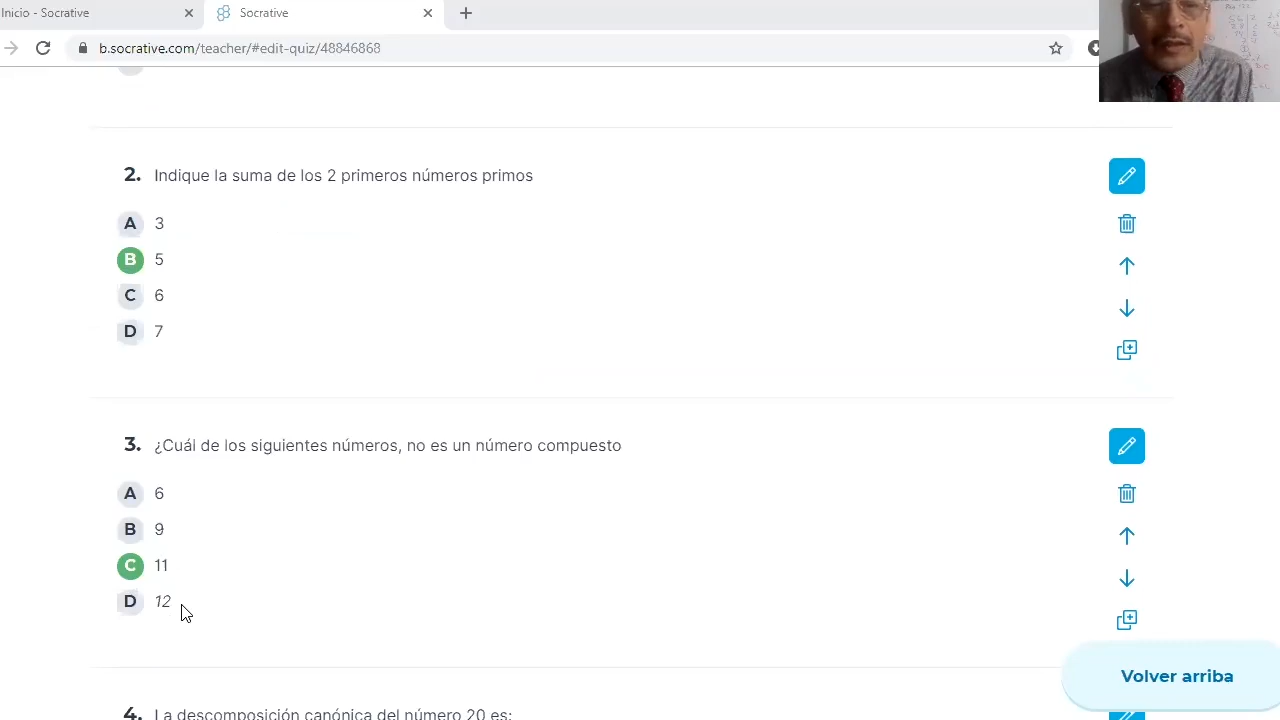 Inicio - Socrative
Socrative
b.socrative.com/teacher/#edit-quiz/48846868
2. Indique la suma de los 2 primeros números primos
A 3
B 5
C 6
D 7
3. ¿Cuál de los siguientes números, no es un número compuesto
A 6
B 9
C 11
D 12
Volver arriba
4. La descomposición canónica del número 20 es: